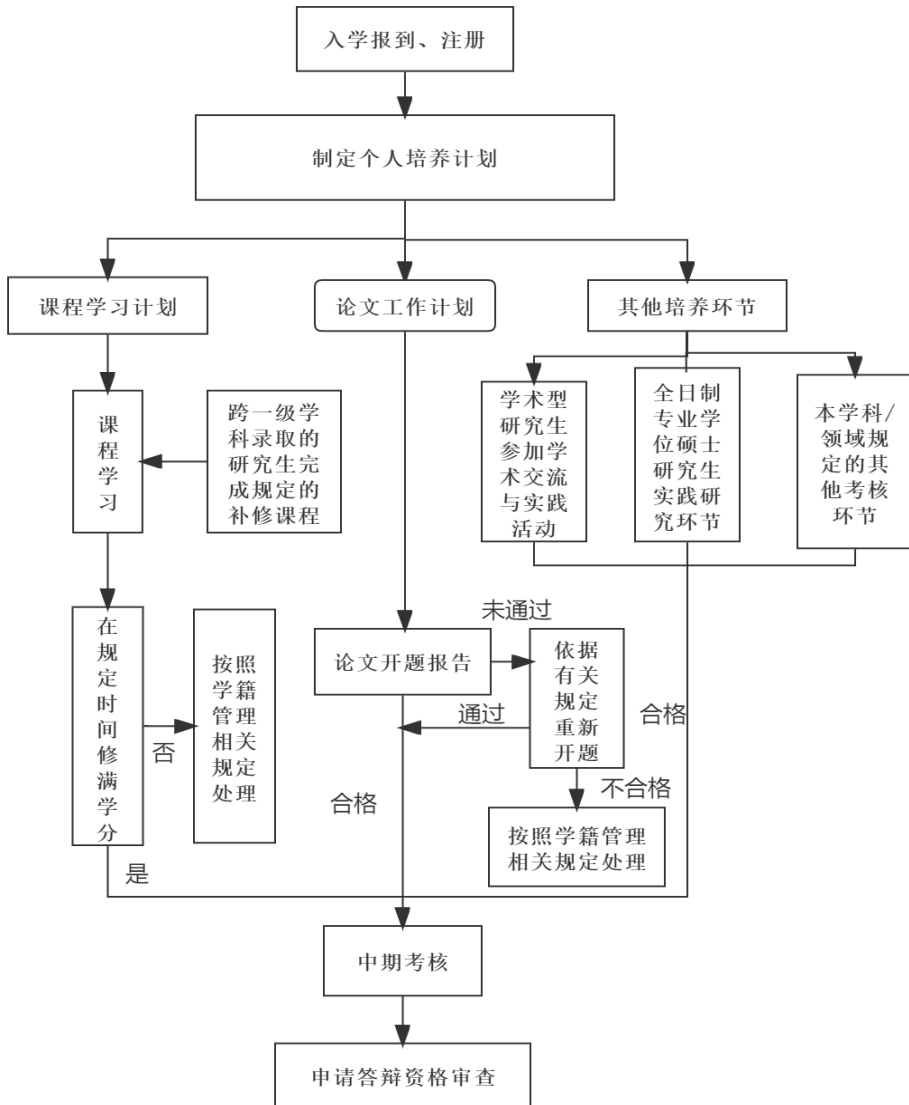 入学报到、注册
制定个人培养计划
课程学习计划
论文工作计划
其他培养环节
课
程
学
习
跨一级学
科录取的
研究生完
成规定的
补修课程
学术型
研究生
参加学
术交流
与实践
活动
全日制
专业学
位硕士
研究生
实践研
究环节
本学科/
领域规
定的其
他考核
环节
在
规
定
时
间
修
满
学
分
否
按照
学籍
管理
相关
规定
处理
论文开题报告
未通过
通过
依据
有关
规定
重新
开题
合格
不合格
按照学籍管理
相关规定处理
合格
是
中期考核
申请答辩资格审查